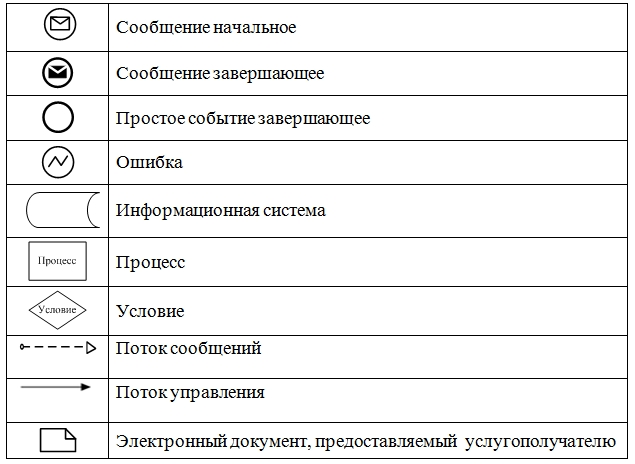 Сообщение начальное
Сообщение завершающее
Простое событие завершающее
Ошибка
Информационная система
Процесс Процесс
Условие Условие
Поток сообщений
Поток управления
Электронный документ, предоставляемый услугополучателю